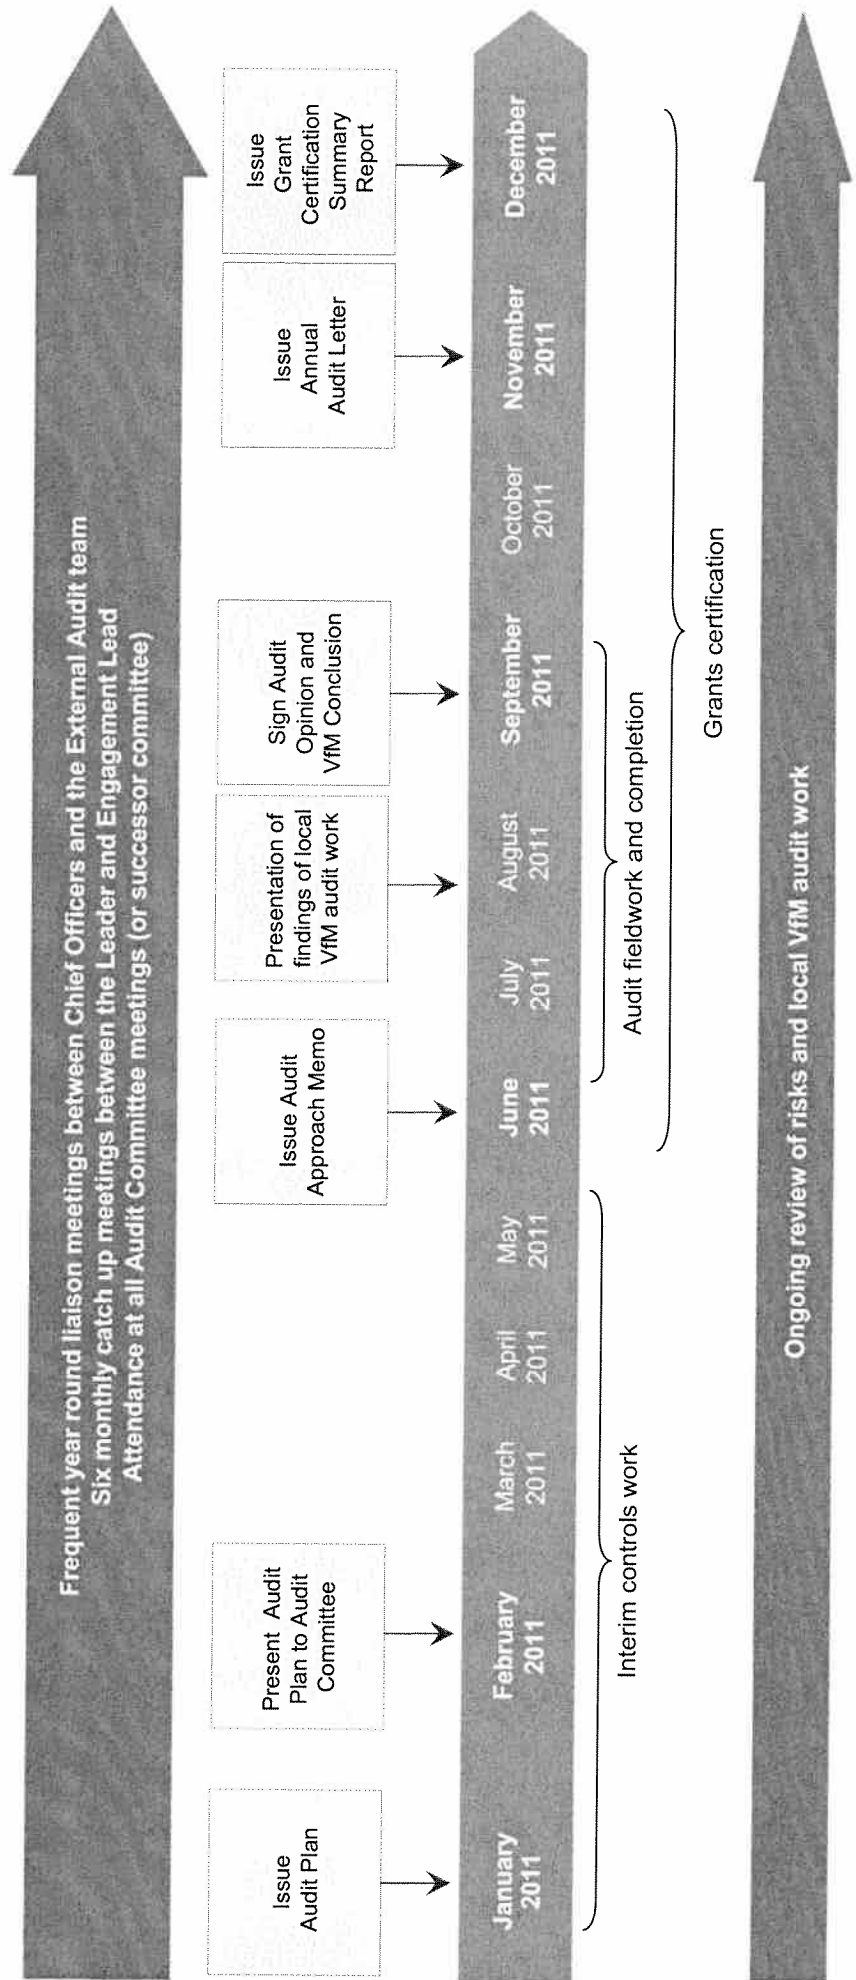 Frequent year round liaison meetings between Chief Officers and the External Audit team
Six monthly catch up meetings between the Leader and Engagement Lead
Attendance at all Audit Committee meetings (or successor committee)
Issue
Audit Plan
Present Audit
Plan to Audit
Committee
Issue Audit
Approach Memo
Presentation of
findings of local
VfM audit work
Sign Audit
Opinion and
VfM Conclusion
Issue
Annual
Audit Letter
Issue
Grant
Certification
Summary
Report
January
2011
February
2011
March
2011
April
2011
May
2011
June
2011
July
2011
August
2011
September
2011
October
2011
November
2011
December
2011
Interim controls work
Audit fieldwork and completion
Grants certification
Ongoing review of risks and local VfM audit work